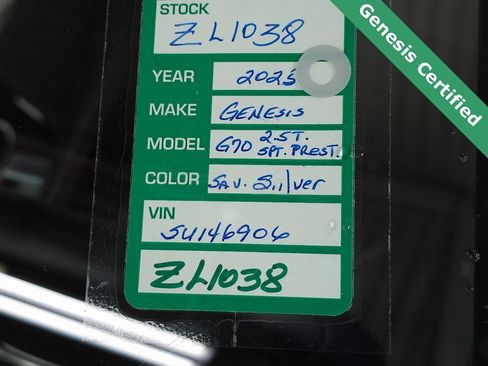 STOCK
ZL1038
YEAR 2025
MAKE GENESIS
MODEL G70 2.5T.
SPT. PREST.
COLOR SAV. Silver
VIN
SU146906
ZL1038
Genesis Certified